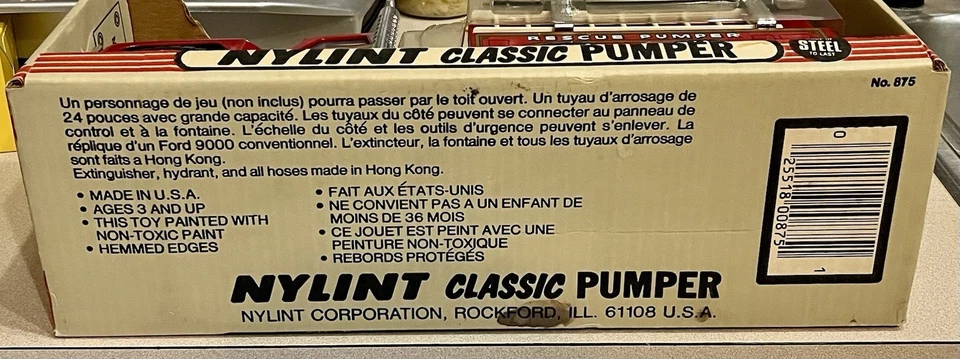 RESCUE PUMPER
NYLINT CLASSIC PUMPER
STEEL
TO LAST
No. 875
Un personnage de jeu (non inclus) pourra passer par le toit ouvert. Un tuyau d'arrosage de
24 pouces avec grande capacité. Les tuyaux du côté peuvent se connecter au panneau de
control et à la fontaine. L'échelle du côté et les outils d'urgence peuvent s'enlever. La
réplique d'un Ford 9000 conventionnel. L'extincteur, la fontaine et tous les tuyaux d'arrosage
sont faits a Hong Kong.
Extinguisher, hydrant, and all hoses made in Hong Kong.
• MADE IN U.S.A.
• AGES 3 AND UP
• THIS TOY PAINTED WITH
NON-TOXIC PAINT
• HEMMED EDGES
• FAIT AUX ÉTATS-UNIS
• NE CONVIENT PAS A UN ENFANT DE
MOINS DE 36 MOIS
• CE JOUET EST PEINT AVEC UNE
PEINTURE NON-TOXIQUE
• REBORDS PROTÉGÉS
0 25518 00875 1
NYLINT CLASSIC PUMPER
NYLINT CORPORATION, ROCKFORD, ILL. 61108 U.S.A.